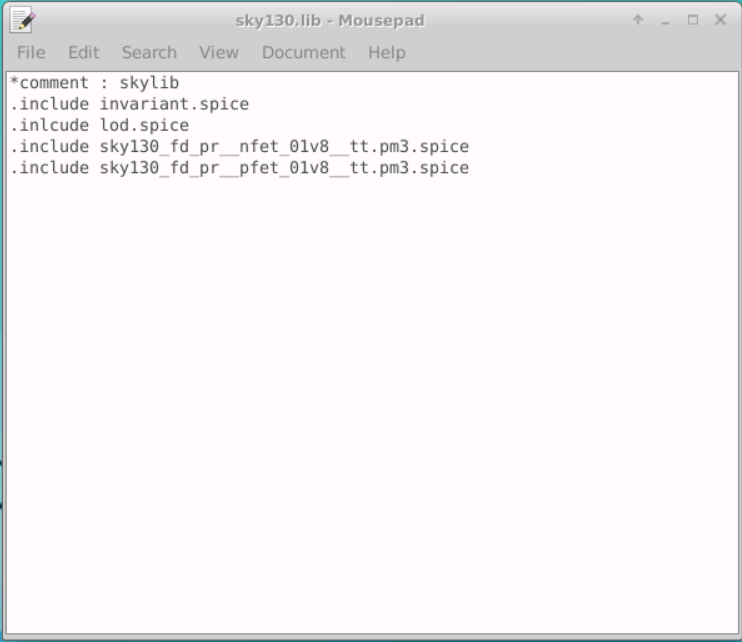 sky130.lib - Mousepad
File Edit Search View Document Help
*comment : skylib
.include invariant.spice
.inlcude lod.spice
.include sky130_fd_pr__nfet_01v8__tt.pm3.spice
.include sky130_fd_pr__pfet_01v8__tt.pm3.spice